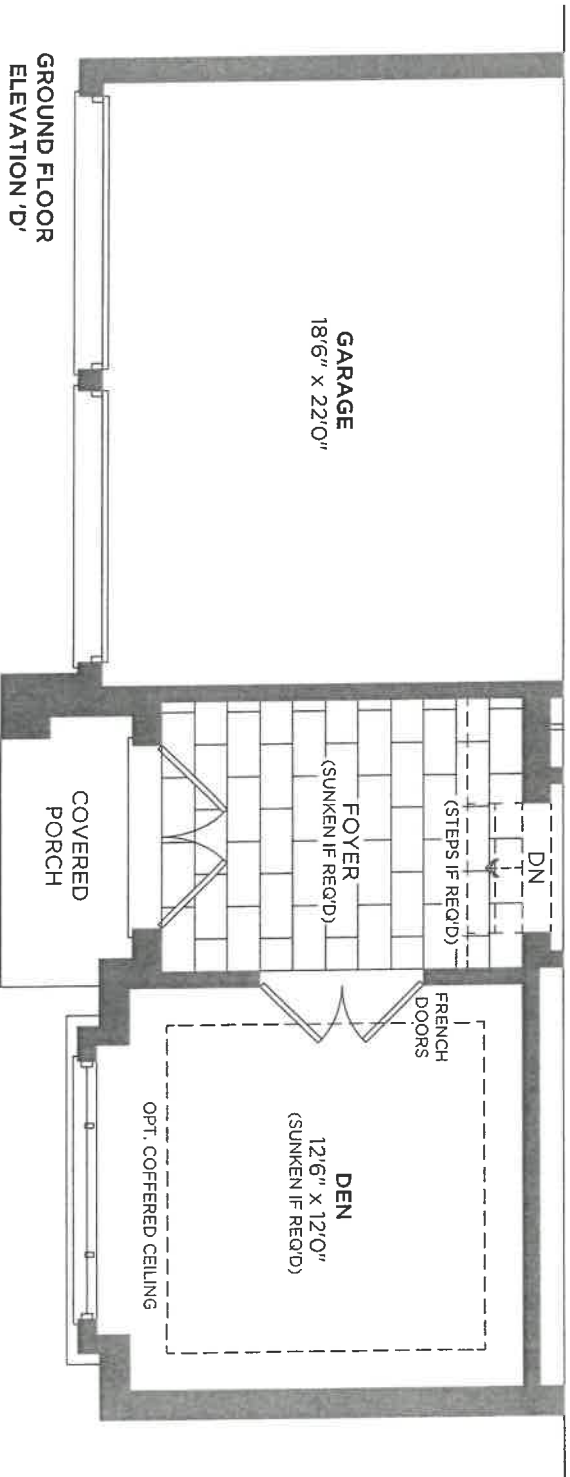 GARAGE
18'6" x 22'0"
DN
(STEPS IF REQ'D)
FOYER
(SUNKEN IF REQ'D)
COVERED
PORCH
FRENCH
DOORS
DEN
12'6" x 12'0"
(SUNKEN IF REQ'D)
OPT. COFFERED CEILING
GROUND FLOOR
ELEVATION 'D'